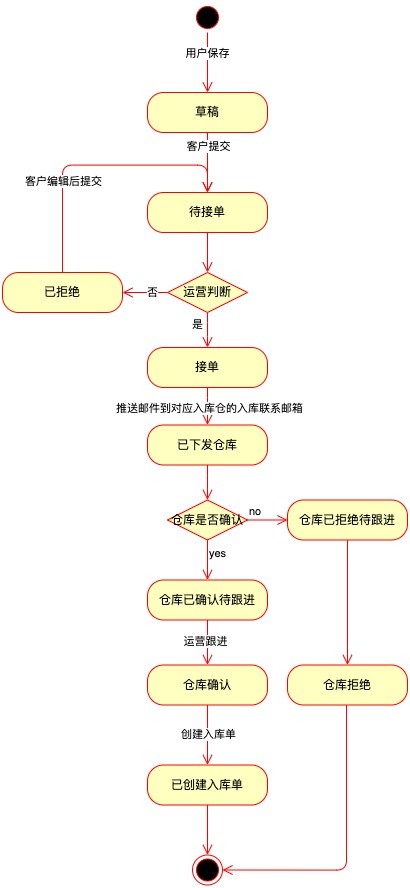 用户保存
草稿
客户提交
客户编辑后提交
待接单
已拒绝
否
运营判断
是
接单
推送邮件到对应入库仓的入库联系邮箱
已下发仓库
仓库是否确认
no
仓库已拒绝待跟进
yes
仓库已确认待跟进
运营跟进
仓库确认
仓库拒绝
创建入库单
已创建入库单